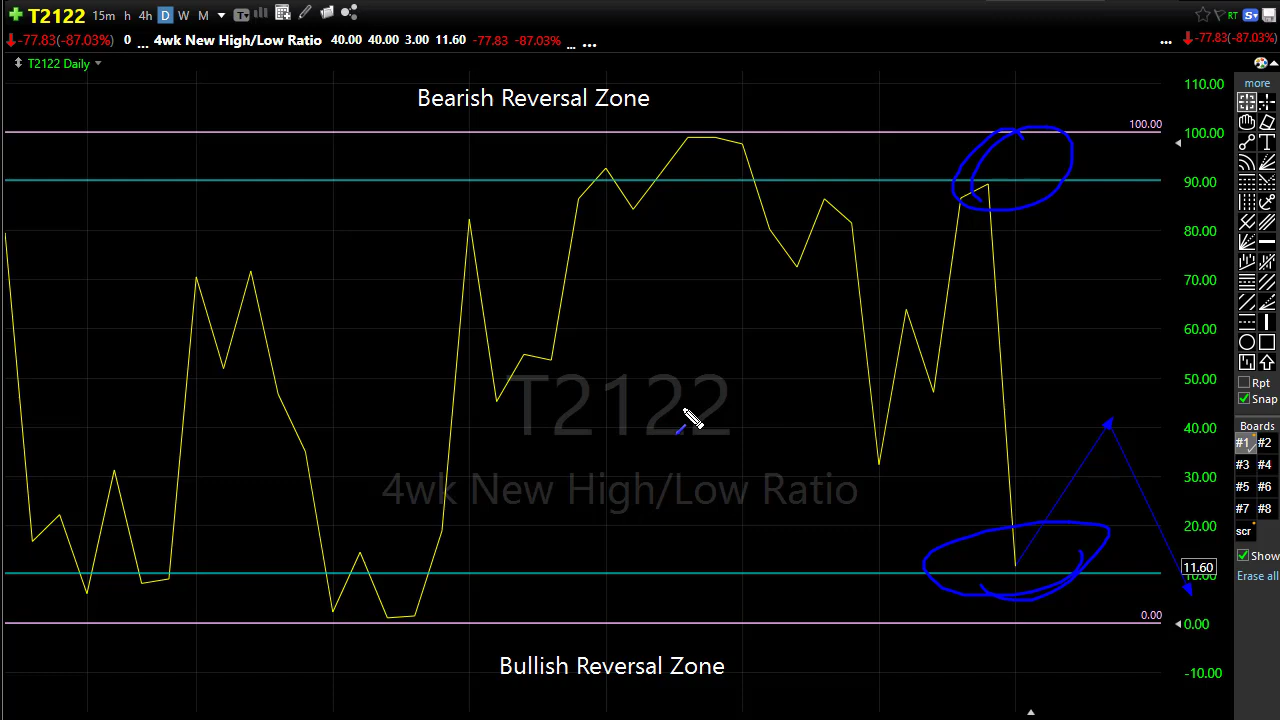 T2122 15m h 4h D W M RT S
-77.83(-87.03%) 0 ... 4wk New High/Low Ratio 40.00 40.00 3.00 11.60 -77.83 -87.03% ... ... ... -77.83(-87.03%)
T2122 Daily
more
Bearish Reversal Zone
110.00
100.00
100.00
90.00
80.00
70.00
60.00
50.00
40.00
30.00
20.00
11.60
10.00
0.00
0.00
-10.00
T2122
4wk New High/Low Ratio
Bullish Reversal Zone
Rpt
Snap
Boards
#1 #2
#3 #4
#5 #6
#7 #8
scr
Show
Erase all